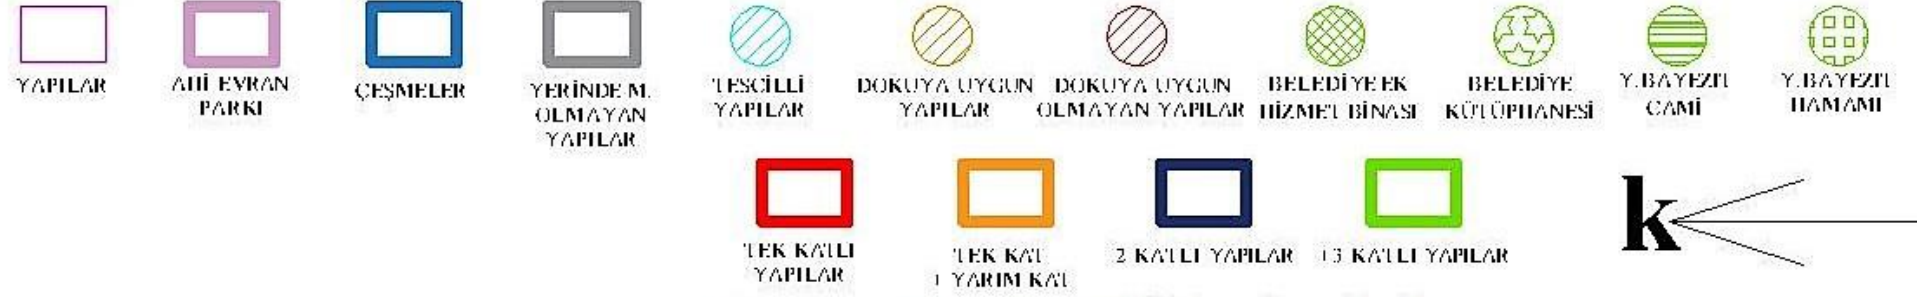 YAPILAR
AHİ EVRAN
PARKI
ÇEŞMELER
YERİNDE M.
OLMAYAN
YAPILAR
TESCİLLİ
YAPILAR
DOKUYA UYGUN
YAPILAR
DOKUYA UYGUN
OLMAYAN YAPILAR
BELEDİYE EK
HİZMET BİNASI
BELEDİYE
KÜTÜPHANESİ
Y.BAYEZIT
CAMİ
Y.BAYEZIT
HAMAMI
TEK KATLI
YAPILAR
TEK KAT
+ YARIM KAT
2 KATLI YAPILAR
+3 KATLI YAPILAR
k